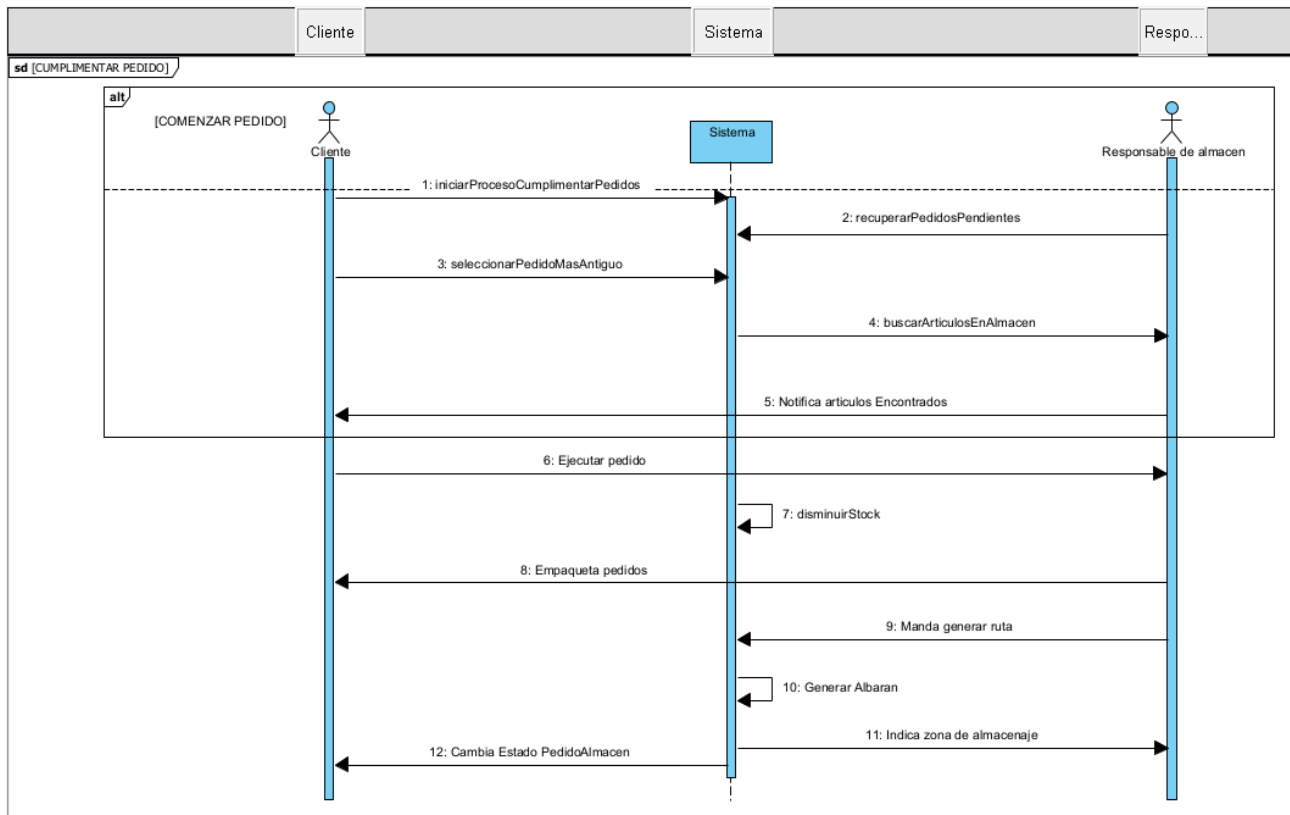 Cliente
Sistema
Respo...
sd [CUMPLIMENTAR PEDIDO]
alt
[COMENZAR PEDIDO]
Cliente
Sistema
Responsable de almacen
1: iniciarProcesoCumplimentarPedidos
2: recuperarPedidosPendientes
3: seleccionarPedidoMasAntiguo
4: buscarArticulosEnAlmacen
5: Notifica articulos Encontrados
6: Ejecutar pedido
7: disminuirStock
8: Empaqueta pedidos
9: Manda generar ruta
10: Generar Albaran
11: Indica zona de almacenaje
12: Cambia Estado PedidoAlmacen